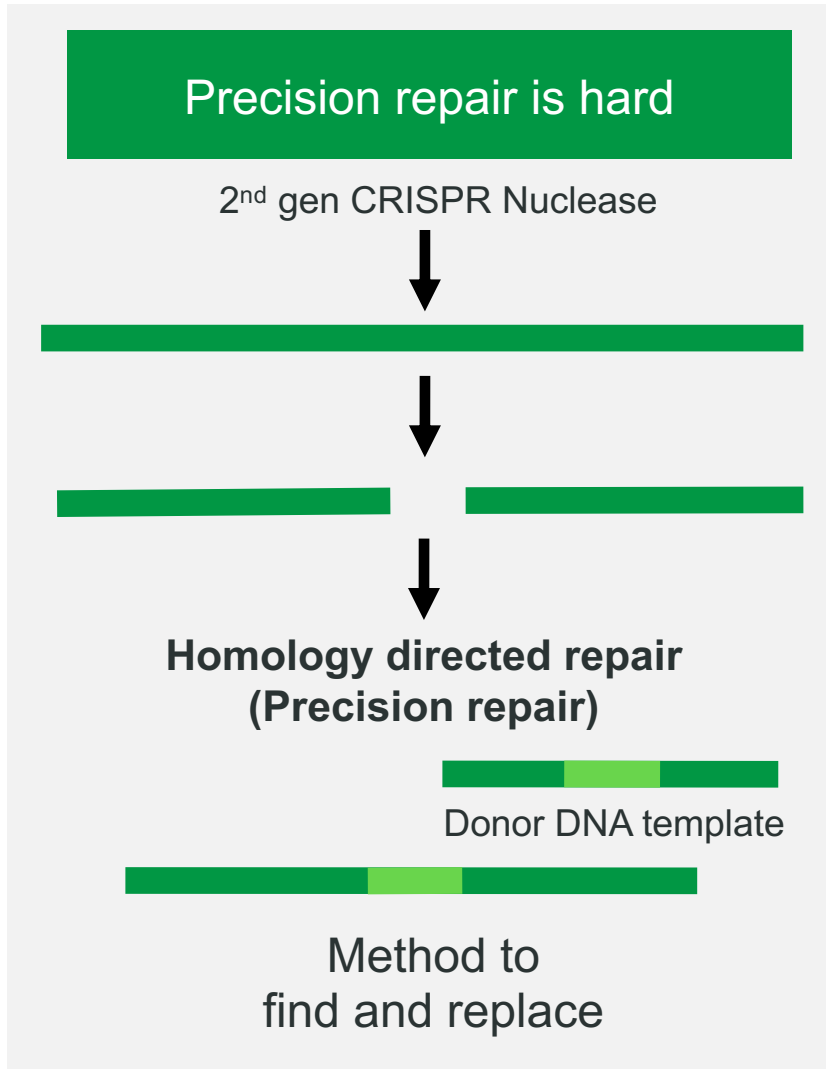 Precision repair is hard
2nd gen CRISPR Nuclease
Homology directed repair
(Precision repair)
Donor DNA template
Method to
find and replace